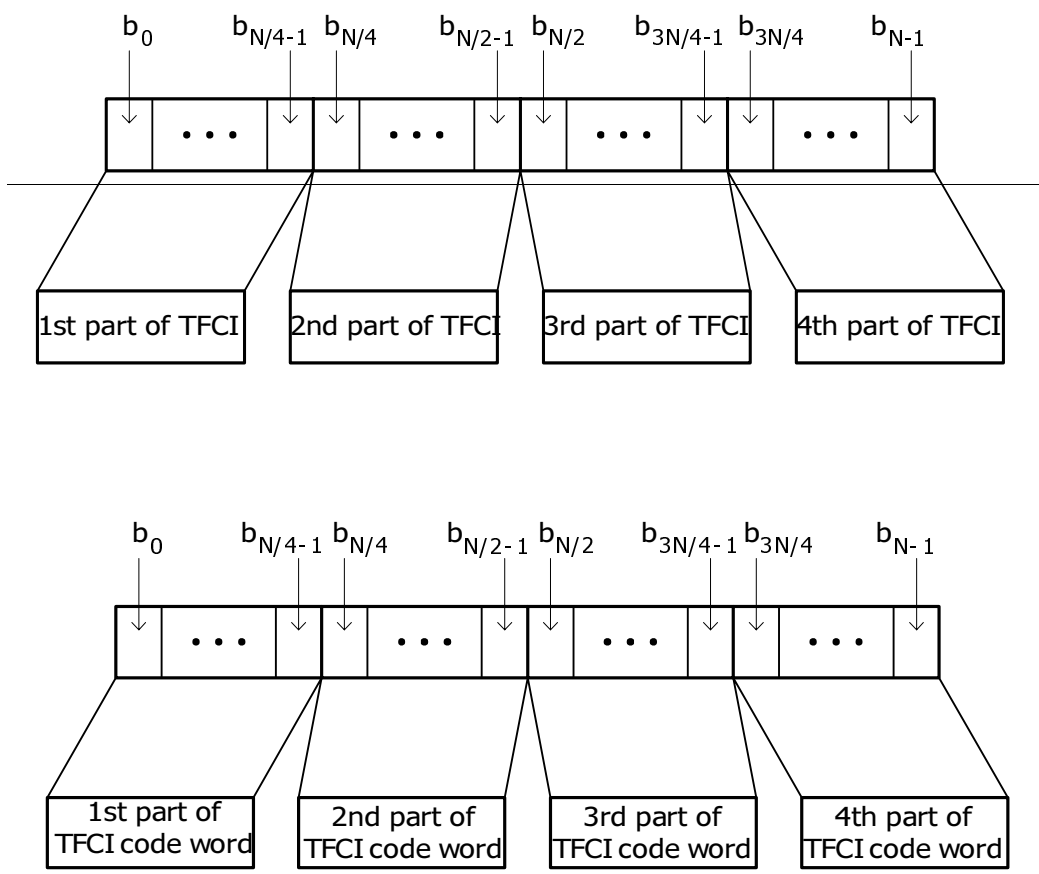 b0 bN/4-1 bN/4 bN/2-1 bN/2 b3N/4-1 b3N/4 bN-1
1st part of TFCI 2nd part of TFCI 3rd part of TFCI 4th part of TFCI
b0 bN/4-1 bN/4 bN/2-1 bN/2 b3N/4-1 b3N/4 bN-1
1st part of
TFCI code word
2nd part of
TFCI code word
3rd part of
TFCI code word
4th part of
TFCI code word